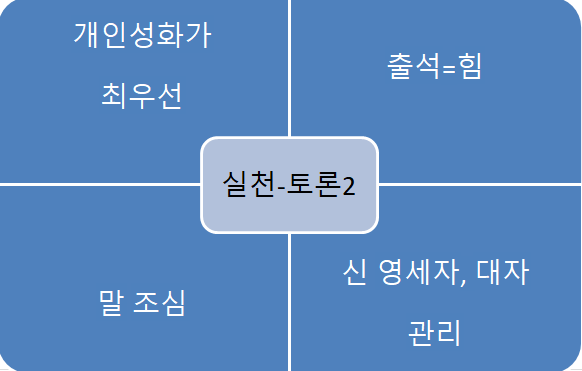 개인성화가
최우선
출석=힘
실천-토론2
말 조심
신 영세자, 대자
관리